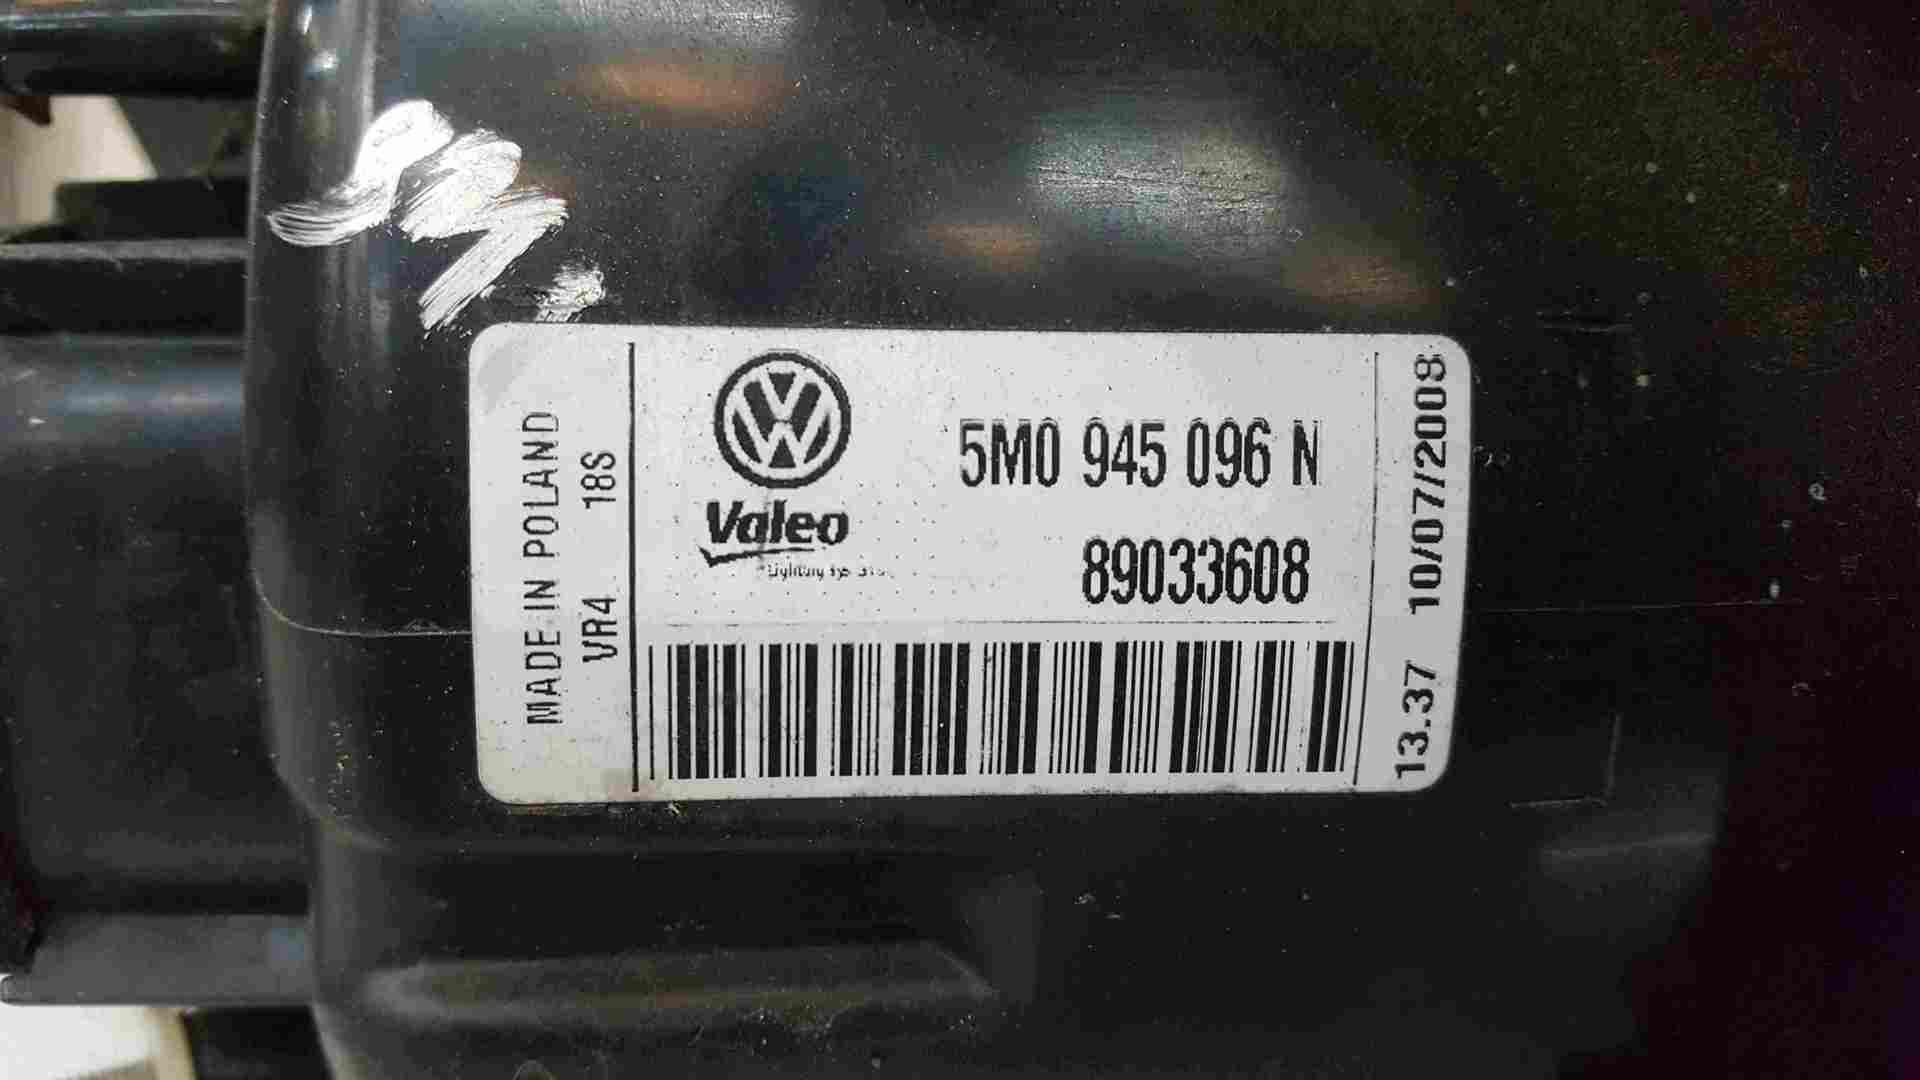 MADE IN POLAND
VR4 18S
Valeo
5M0 945 096 N
89033608
13.37 10/07/2008